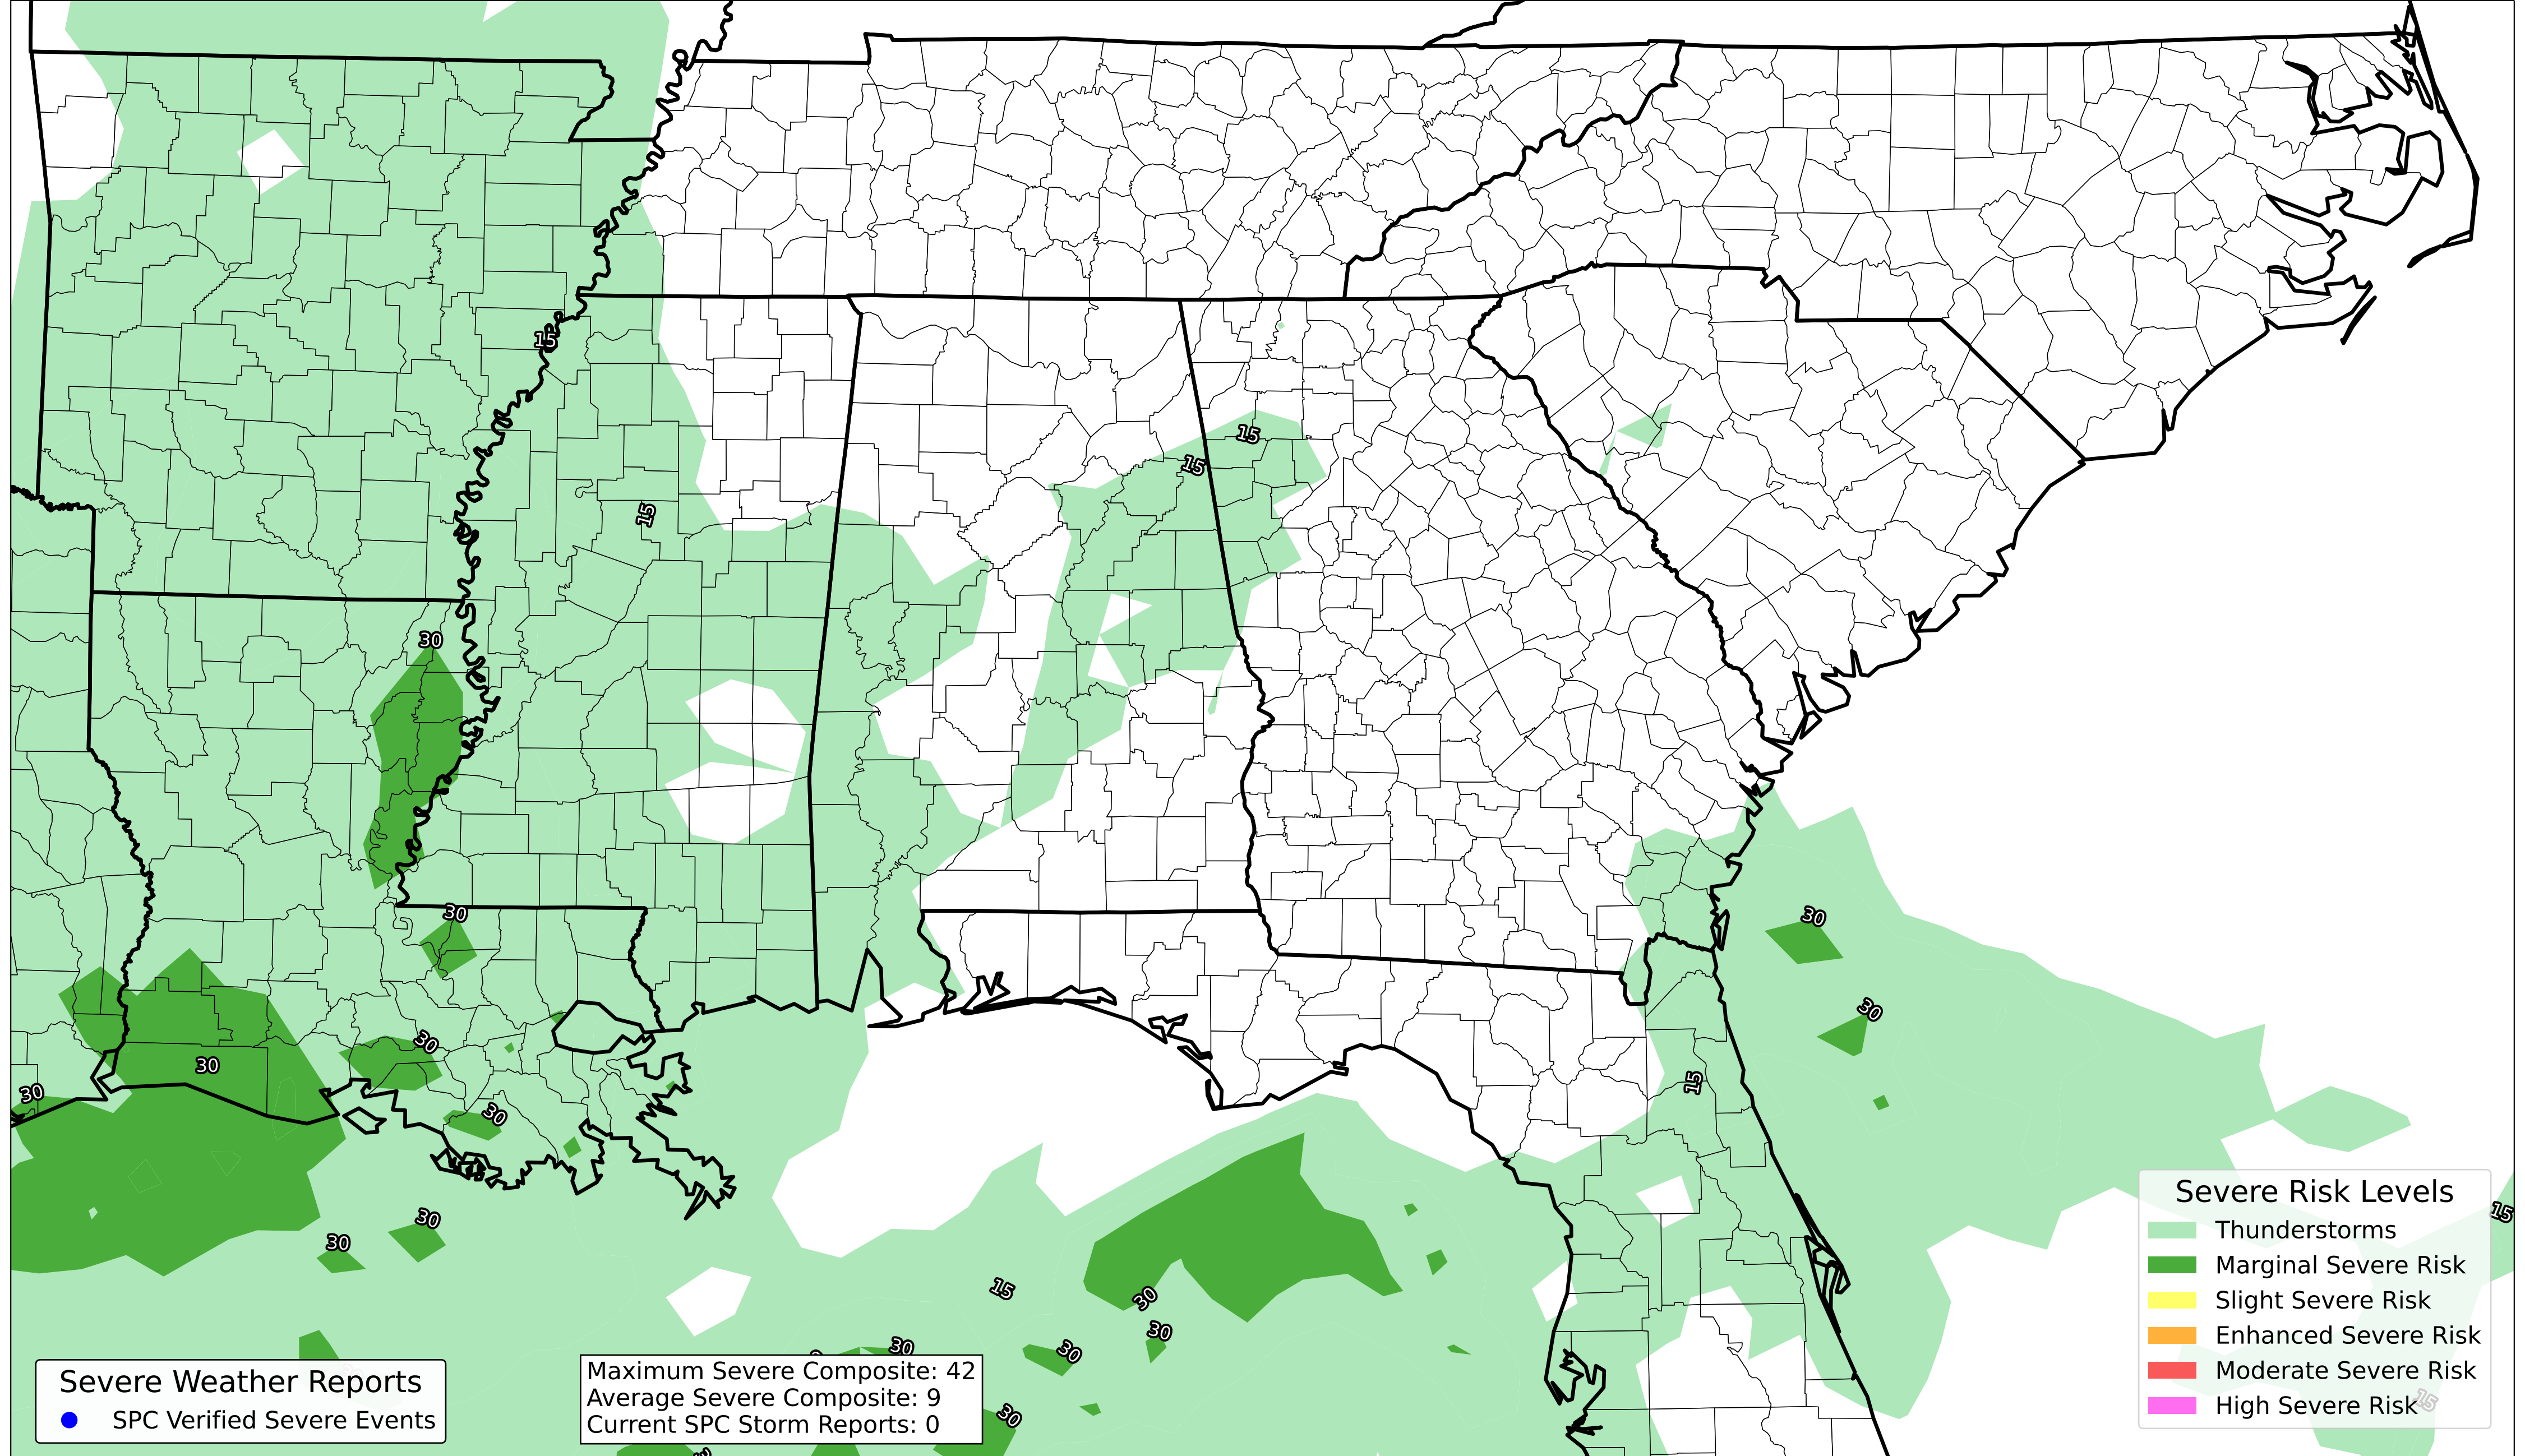 15
15
15
15
30
30
30
30
30
30
15
30
30
30
15
30
30
15
30
30
30
30
30
Severe Risk Levels
Thunderstorms
Marginal Severe Risk
Slight Severe Risk
Enhanced Severe Risk
Moderate Severe Risk
High Severe Risk
15
Severe Weather Reports
SPC Verified Severe Events
Maximum Severe Composite: 42
Average Severe Composite: 9
Current SPC Storm Reports: 0